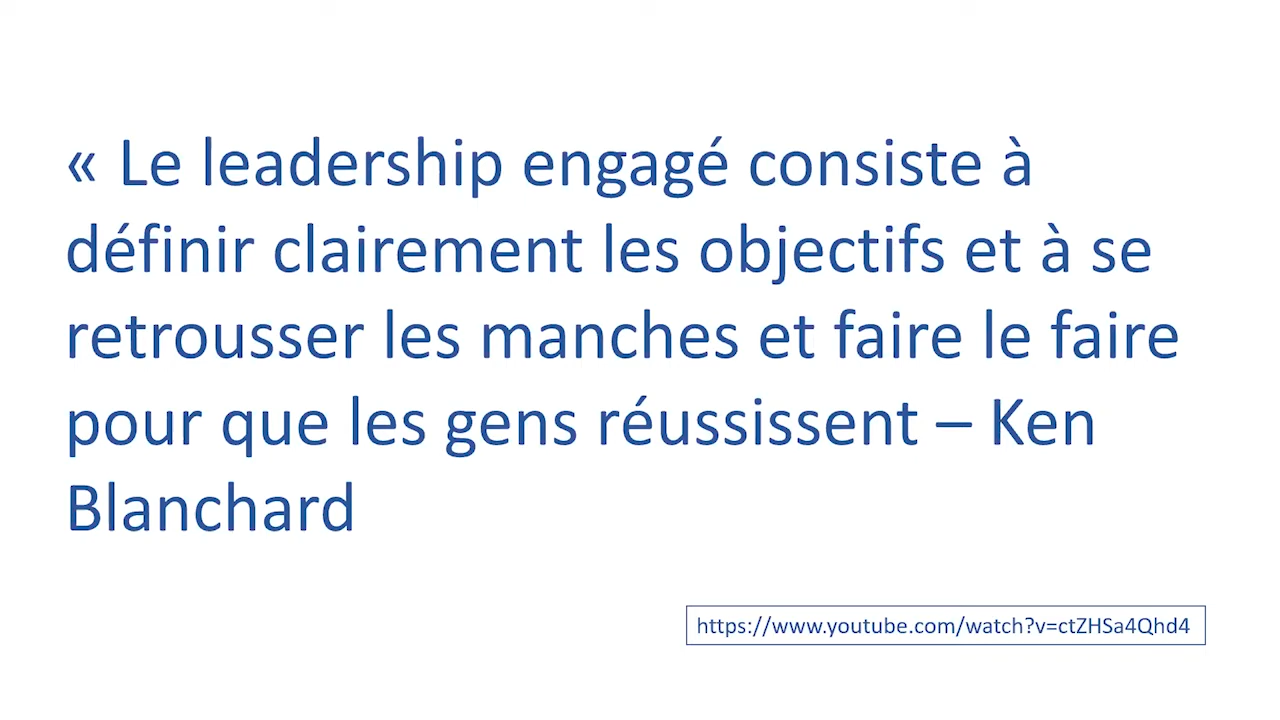 « Le leadership engagé consiste à
définir clairement les objectifs et à se
retrousser les manches et faire le faire
pour que les gens réussissent – Ken
Blanchard
https://www.youtube.com/watch?v=ctZHSa4Qhd4